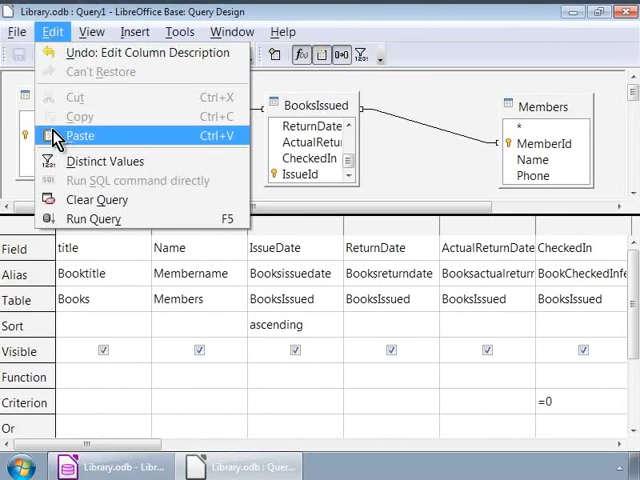 Library.odb : Query1 - LibreOffice Base: Query Design
File Edit View Insert Tools Window Help
Undo: Edit Column Description
Can't Restore
Cut Ctrl+X
Copy Ctrl+C
Paste Ctrl+V
Distinct Values
Run SQL command directly
Clear Query
Run Query F5
BooksIssued
ReturnDate
ActualRetu
CheckedIn
IssueId
Members
*
MemberId
Name
Phone
Field title Name IssueDate ReturnDate ActualReturnDate CheckedIn
Alias Booktitle Membername Booksissuedate Booksreturndate Booksactualreturn BookCheckedInfo
Table Books Members BooksIssued BooksIssued BooksIssued BooksIssued
Sort ascending
Visible
Function
Criterion =0
Or
Library.odb - Libr... Library.odb : Query...